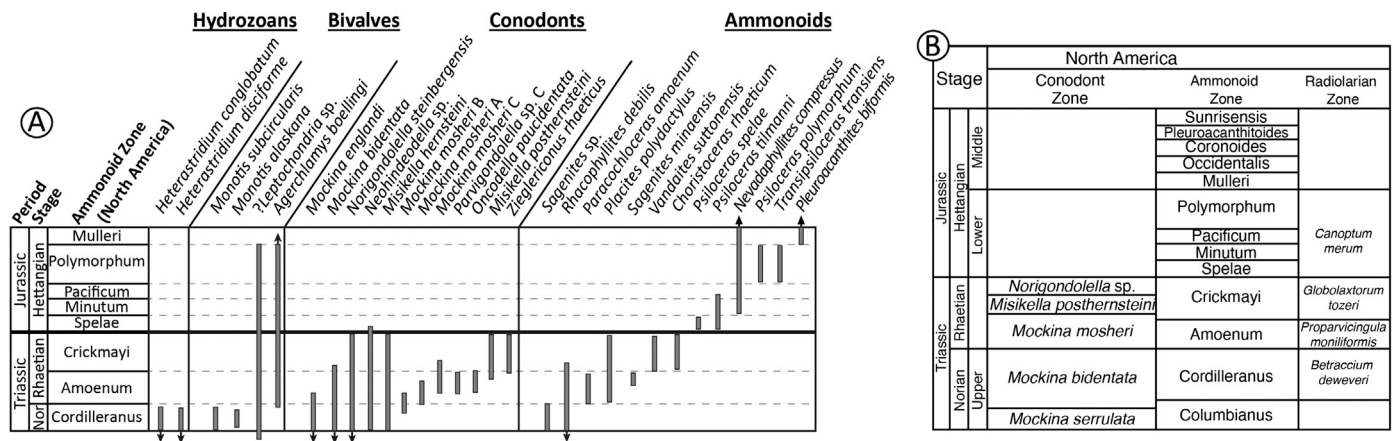 A
Hydrozoans
Bivalves
Conodonts
Ammonoids
Period
Stage
Ammonoid Zone
(North America)
Heterastridium conglobatum
Heterastridium disciforme
Monotis subcircularis
Monotis alaskana
?Leptochondria sp.
Agerchlamys boellingi
Mockina englandi
Mockina bidentata
Norigondolella steinbergensis
Neohindeodella sp.
Misikella hernsteini
Mockina mosheri A
Mockina mosheri B
Mockina mosheri C
Parvigondolella sp. C
Oncodella paucidentata
Misikella posthernsteini
Zieglericonus rhaeticus
Sagenites sp.
Rhacophyllites debilis
Paracochloceras amoenum
Placites polydactylus
Sagenites minaensis
Vandaites suttonensis
Choristoceras rhaeticum
Psiloceras spelae
Psiloceras tilmanni
Nevadaphyllites compressus
Psiloceras polymorphum
Transipsiloceras transiens
Pleuroacanthites biformis
Jurassic
Hettangian
Mulleri
Polymorphum
Pacificum
Minutum
Spelae
Triassic
Rhaetian
Crickmayi
Amoenum
Nor
Cordilleranus
B
North America
Stage
Conodont
Zone
Ammonoid
Zone
Radiolarian
Zone
Jurassic
Hettangian
Middle
Sunrisensis
Pleuroacanthitoides
Coronoides
Occidentalis
Mulleri
Lower
Polymorphum
Pacificum
Minutum
Spelae
Canoptum
merum
Triassic
Rhaetian
Norigondolella sp.
Misikella posthernsteini
Mockina mosheri
Crickmayi
Amoenum
Globolaxtorum
tozeri
Proparvicingula
moniliformis
Norian
Upper
Mockina bidentata
Mockina serrulata
Cordilleranus
Columbianus
Betraccium
deweveri